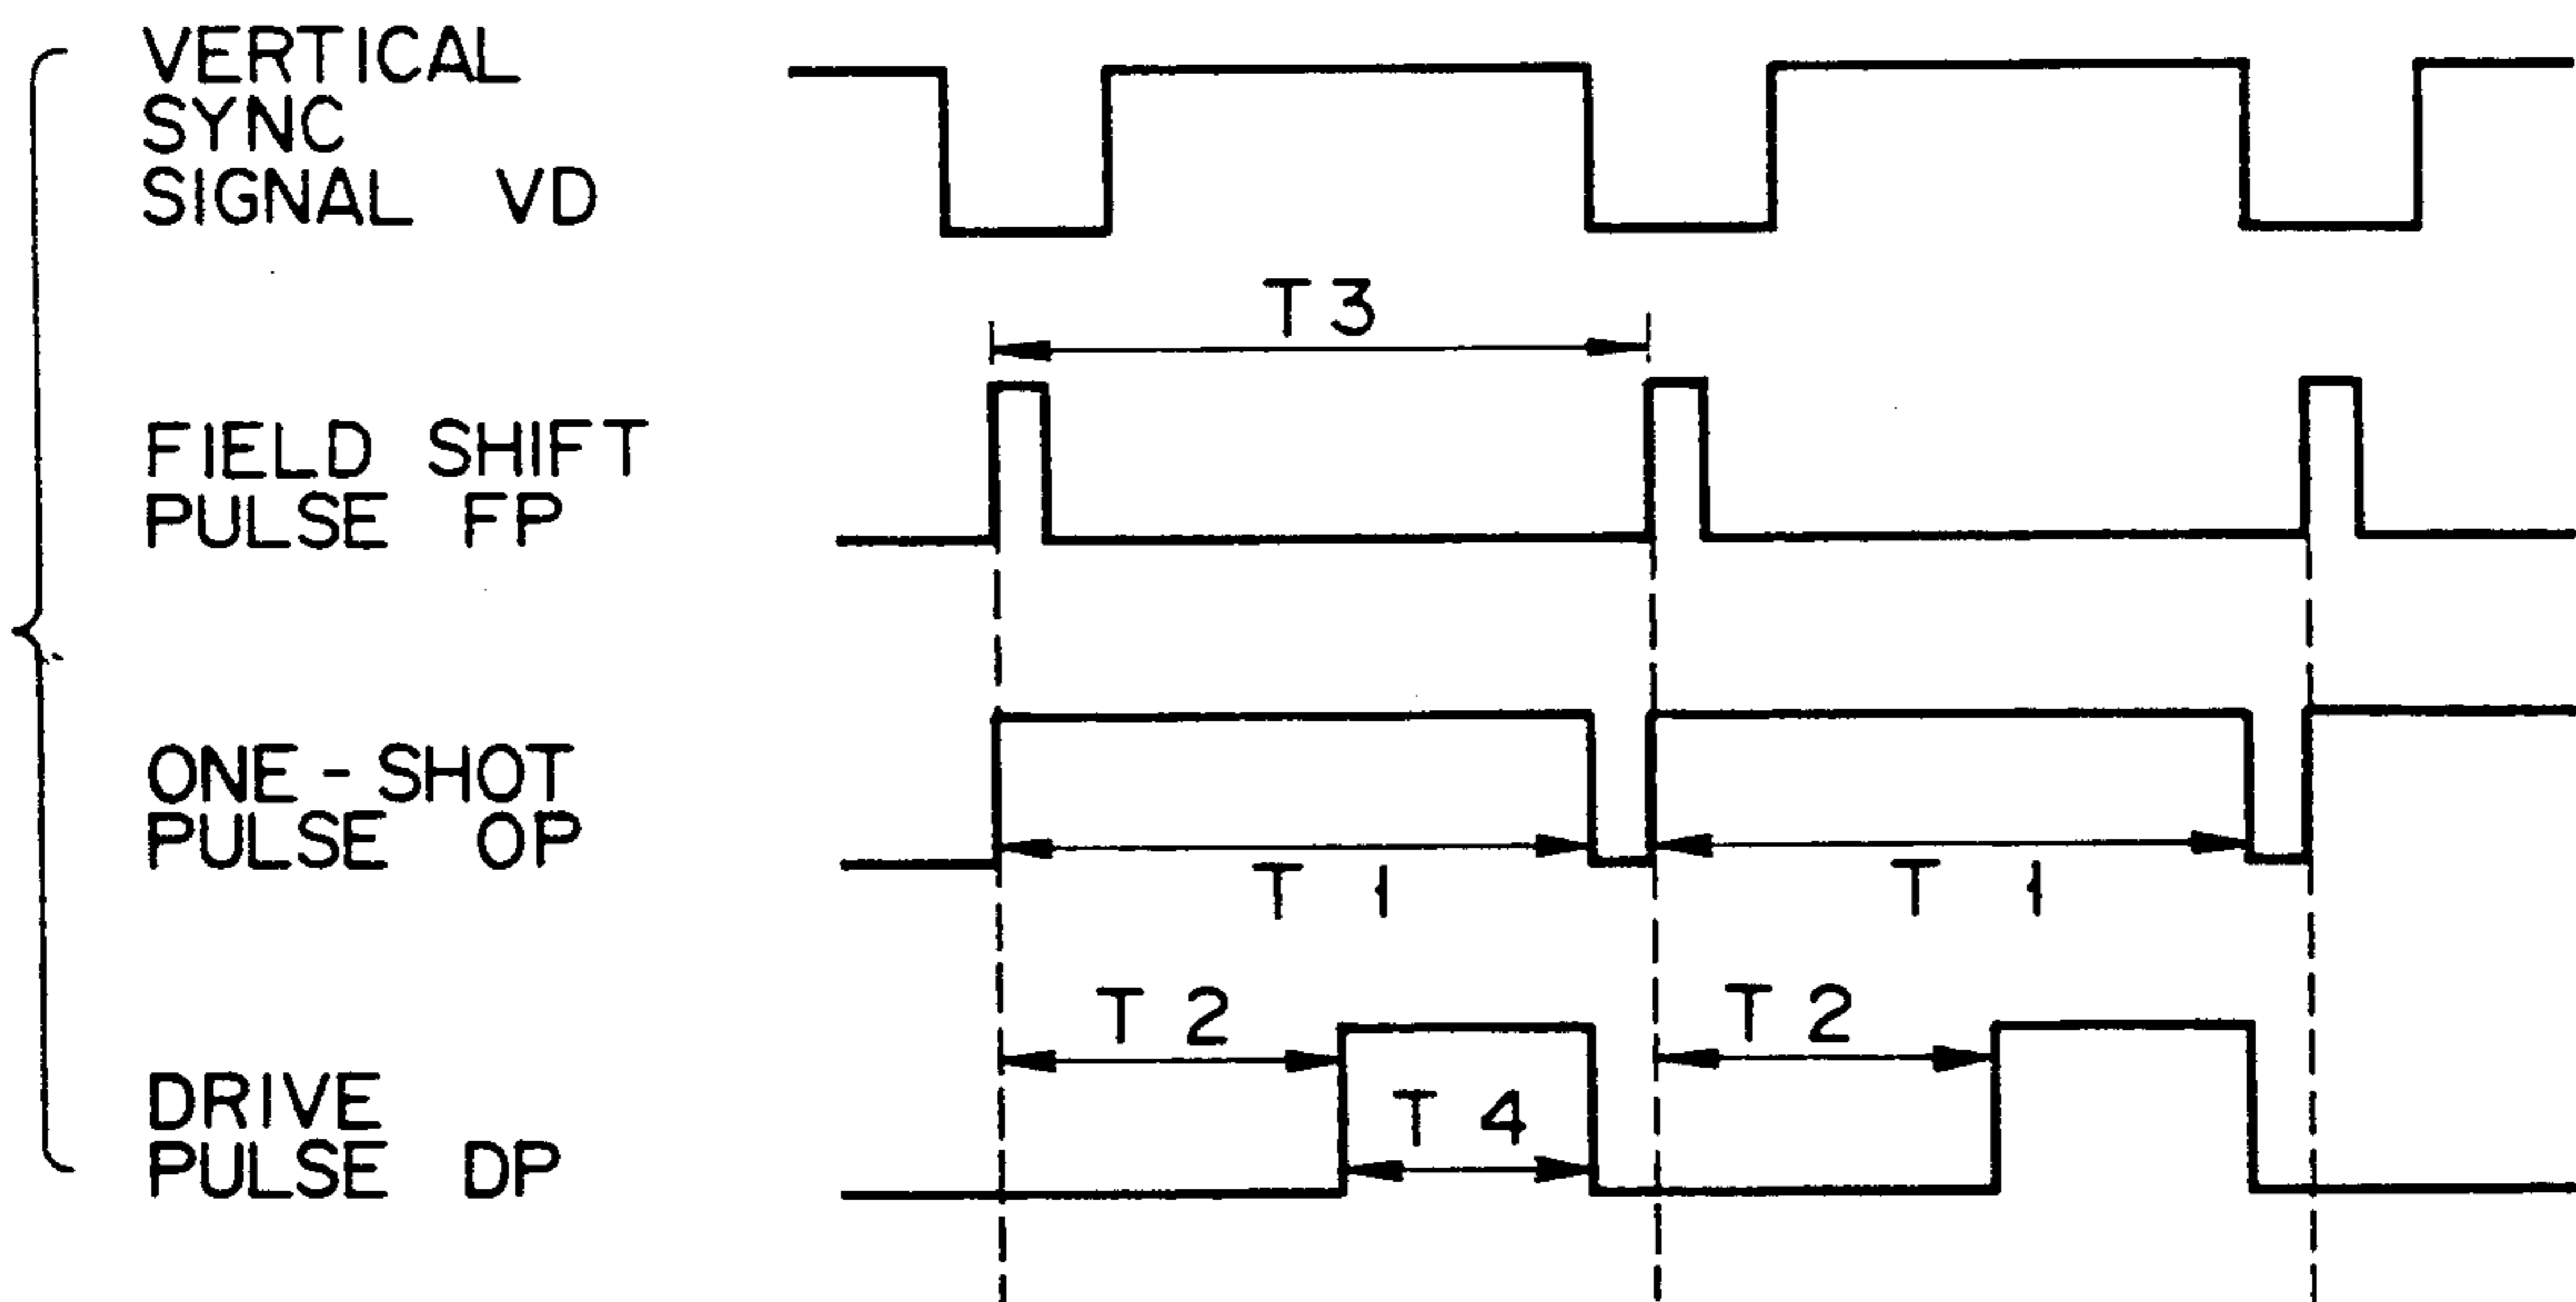 VERTICAL
SYNC
SIGNAL VD
T3
FIELD SHIFT
PULSE FP
ONE-SHOT
PULSE OP
T1
T1
T2
T2
DRIVE
PULSE DP
T4